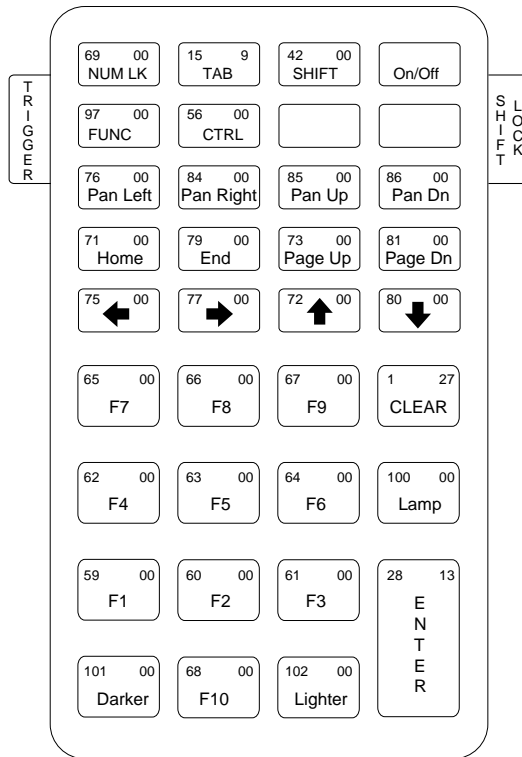 69 00 15 9 42 00
NUM LK TAB SHIFT On/Off
TRIGGER
SHIFT LOCK
97 00 56 00
FUNC CTRL
76 00 84 00 85 00 86 00
Pan Left Pan Right Pan Up Pan Dn
71 00 79 00 73 00 81 00
Home End Page Up Page Dn
75 00 77 00 72 00 80 00
65 00 66 00 67 00 1 27
F7 F8 F9 CLEAR
62 00 63 00 64 00 100 00
F4 F5 F6 Lamp
59 00 60 00 61 00 28 13
F1 F2 F3
ENTER
101 00 68 00 102 00
Darker F10 Lighter